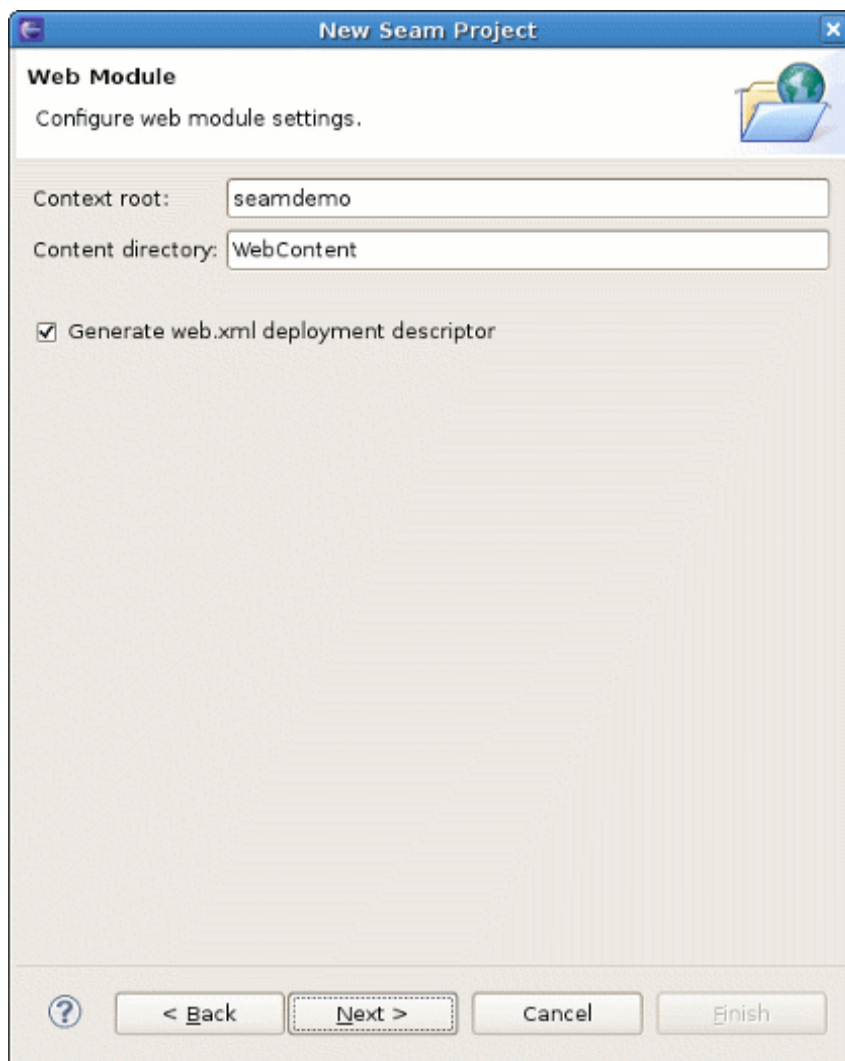 New Seam Project
Web Module
Configure web module settings.
Context root: seamdemo
Content directory: WebContent
Generate web.xml deployment descriptor
? < Back Next > Cancel Finish